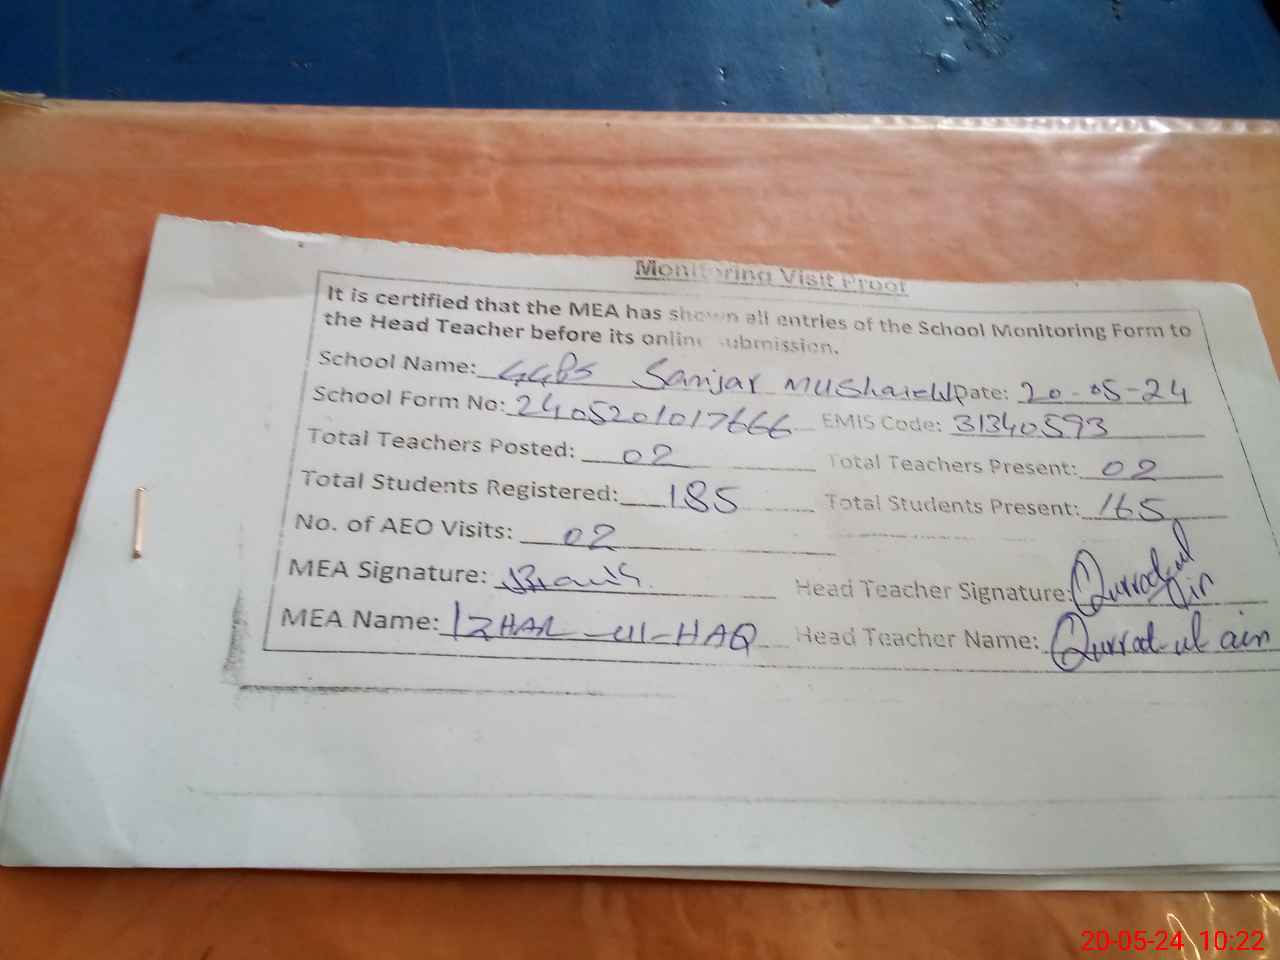 Monitoring Visit Proof
It is certified that the MEA has shown all entries of the School Monitoring Form to
the Head Teacher before its online submission.
School Name: GGPS Sanjar Date: 20-05-24
School Form No: 2405201017666 EMIS Code: 31340593
Total Teachers Posted: 02 Total Teachers Present: 02
Total Students Registered: 185 Total Students Present: 165
No. of AEO Visits: 02
MEA Signature: Head Teacher Signature: Qurrat-ul Ain
MEA Name: IZHAR-ul-HAQ Head Teacher Name: Qurrat-ul ain
20-05-24 10:22